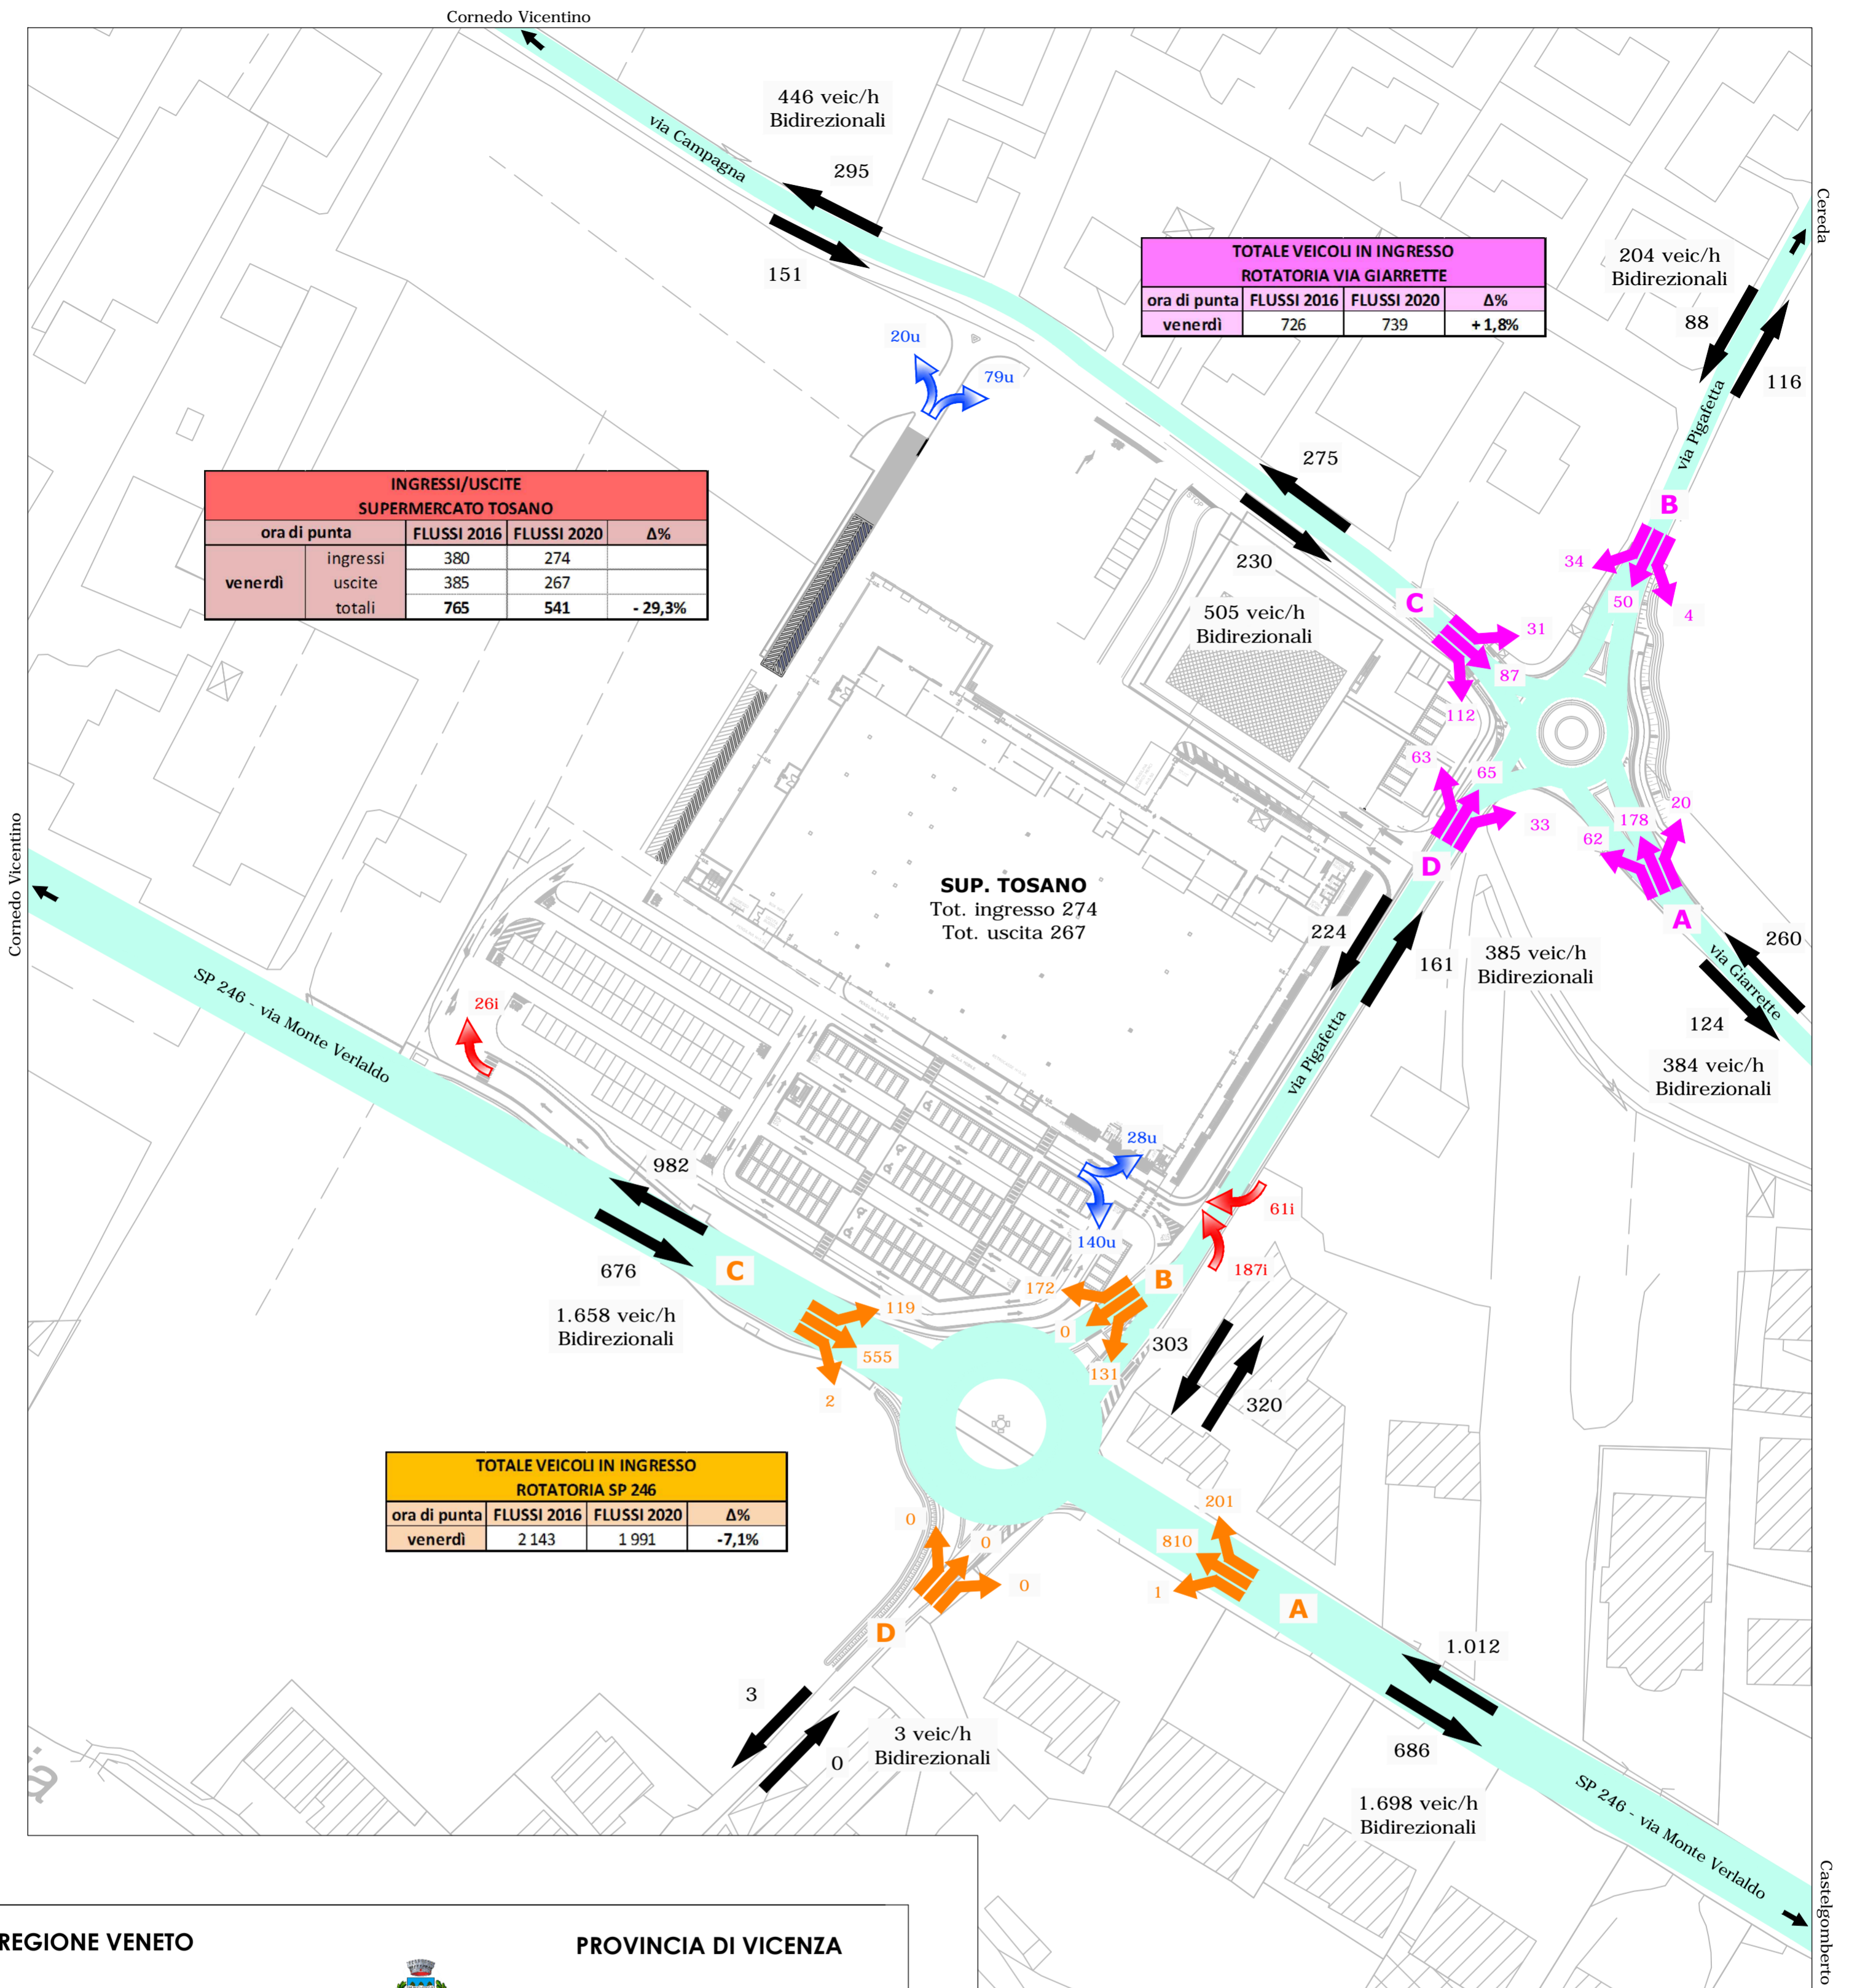 Cornedo Vicentino
446 veic/h
Bidirezionali
via Campagna
295
151
Cereda
TOTALE VEICOLI IN INGRESSO
ROTATORIA VIA GIARRETTE
ora di punta FLUSSI 2016 FLUSSI 2020 Δ%
venerdì 726 739 +1,8%
204 veic/h
Bidirezionali
88
116
via Pigafetta
20u
79u
275
230
505 veic/h
Bidirezionali
INGRESSI/USCITE
SUPERMERCATO TOSANO
ora di punta FLUSSI 2016 FLUSSI 2020 Δ%
venerdì
ingressi 380 274
uscite 385 267
totali 765 541 - 29,3%
B
34
50
4
C
31
87
112
63
65
33
D
20
178
62
A
SUP. TOSANO
Tot. ingresso 274
Tot. uscita 267
224
161
385 veic/h
Bidirezionali
260
via Giarrette
124
384 veic/h
Bidirezionali
via Pigafetta
Cornedo Vicentino
SP 246 - via Monte Verlaldo
26i
28u
140u
61i
187i
982
676
1.658 veic/h
Bidirezionali
C
119
555
2
B
172
0
131
303
320
TOTALE VEICOLI IN INGRESSO
ROTATORIA SP 246
ora di punta FLUSSI 2016 FLUSSI 2020 Δ%
venerdì 2 143 1 991 -7,1%
0
0
0
D
201
810
1
A
3
0
3 veic/h
Bidirezionali
1.012
686
1.698 veic/h
Bidirezionali
SP 246 - via Monte Verlaldo
Castelgomberto
REGIONE VENETO
PROVINCIA DI VICENZA